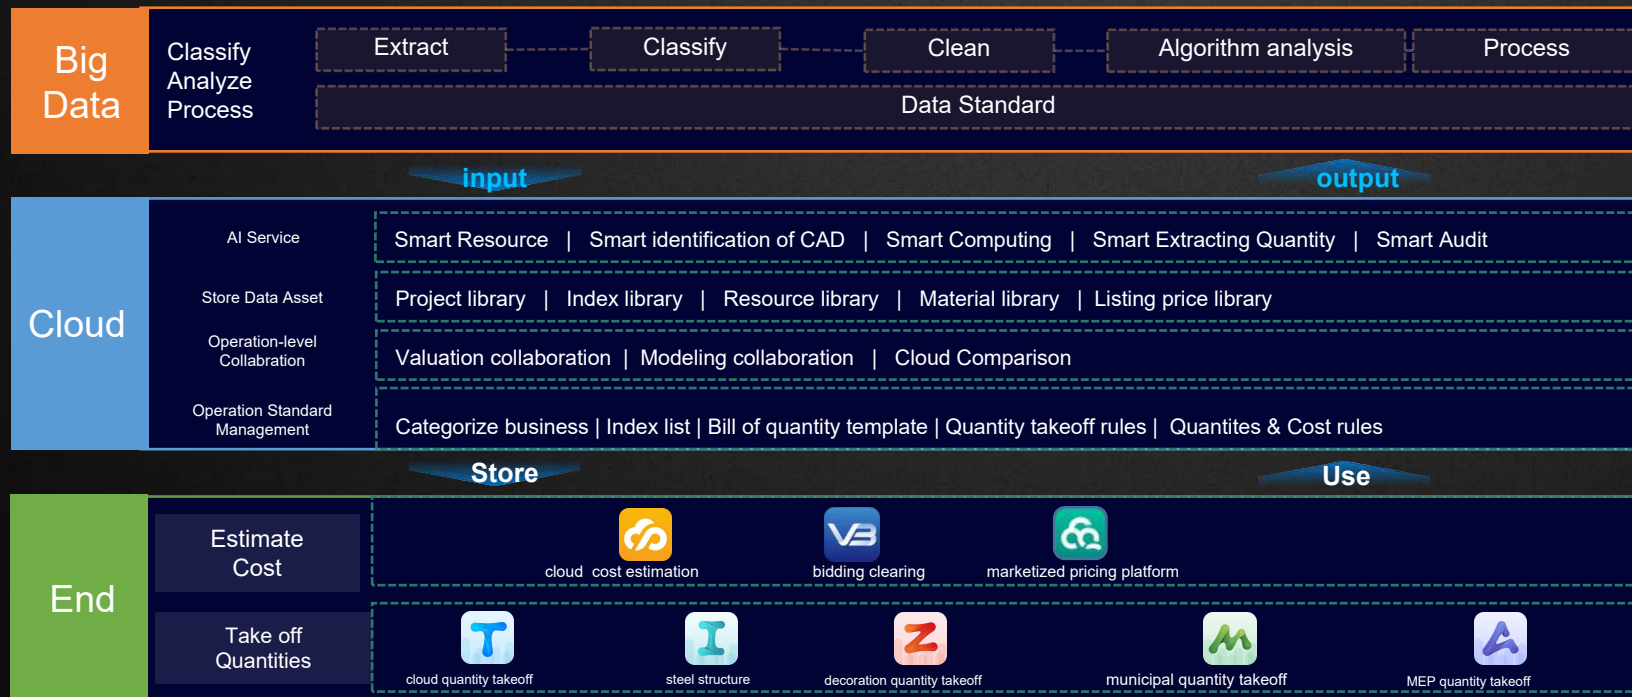 Big
Data
Classify
Analyze
Process
Extract
Classify
Clean
Algorithm analysis
Process
Data Standard
input
output
Cloud
AI Service
Smart Resource | Smart identification of CAD | Smart Computing | Smart Extracting Quantity | Smart Audit
Store Data Asset
Project library | Index library | Resource library | Material library | Listing price library
Operation-level
Collabration
Valuation collaboration | Modeling collaboration | Cloud Comparison
Operation Standard
Management
Categorize business | Index list | Bill of quantity template | Quantity takeoff rules | Quantites & Cost rules
Store
Use
End
Estimate
Cost
cloud cost estimation
VB
bidding clearing
marketized pricing platform
Take off
Quantities
T
cloud quantity takeoff
I
steel structure
Z
decoration quantity takeoff
M
municipal quantity takeoff
A
MEP quantity takeoff